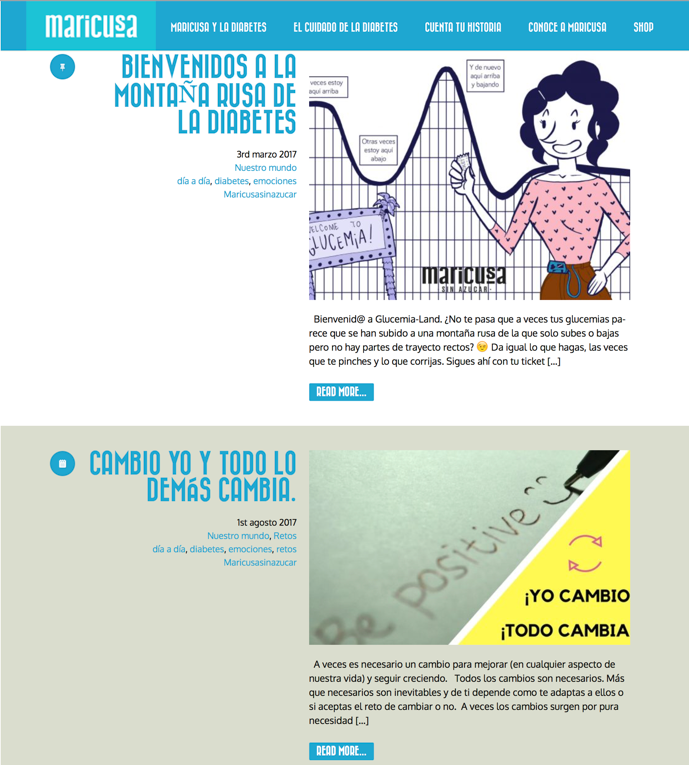 maricusa
MARICUSA Y LA DIABETES
EL CUIDADO DE LA DIABETES
CUENTA TU HISTORIA
CONOCE A MARICUSA
SHOP
BIENVENIDOS A LA
MONTAÑA RUSA DE
LA DIABETES
3rd marzo 2017
Nuestro mundo
día a día, diabetes, emociones
Maricusasinazucar
veces estoy
aquí arriba
Otras veces
estoy aquí
abajo
Y de nuevo
aquí arriba
y bajando
WELCOME TO
GLUCEMIA!
maricusa
SIN AZUCAR
Bienvenid@ a Glucemia-Land. ¿No te pasa que a veces tus glucemias pa-
rece que se han subido a una montaña rusa de la que solo subes o bajas
pero no hay partes de trayecto rectos? 😉 Da igual lo que hagas, las veces
que te pinches y lo que corrijas. Sigues ahí con tu ticket [...]
READ MORE...
CAMBIO YO Y TODO LO
DEMáS CAMBIA.
1st agosto 2017
Nuestro mundo, Retos
día a día, diabetes, emociones, retos
Maricusasinazucar
Be positive
¡YO CAMBIO
¡TODO CAMBIA
A veces es necesario un cambio para mejorar (en cualquier aspecto de
nuestra vida) y seguir creciendo. Todos los cambios son necesarios. Más
que necesarios son inevitables y de ti depende como te adaptas a ellos o
si aceptas el reto de cambiar o no. A veces los cambios surgen por pura
necesidad [...]
READ MORE...